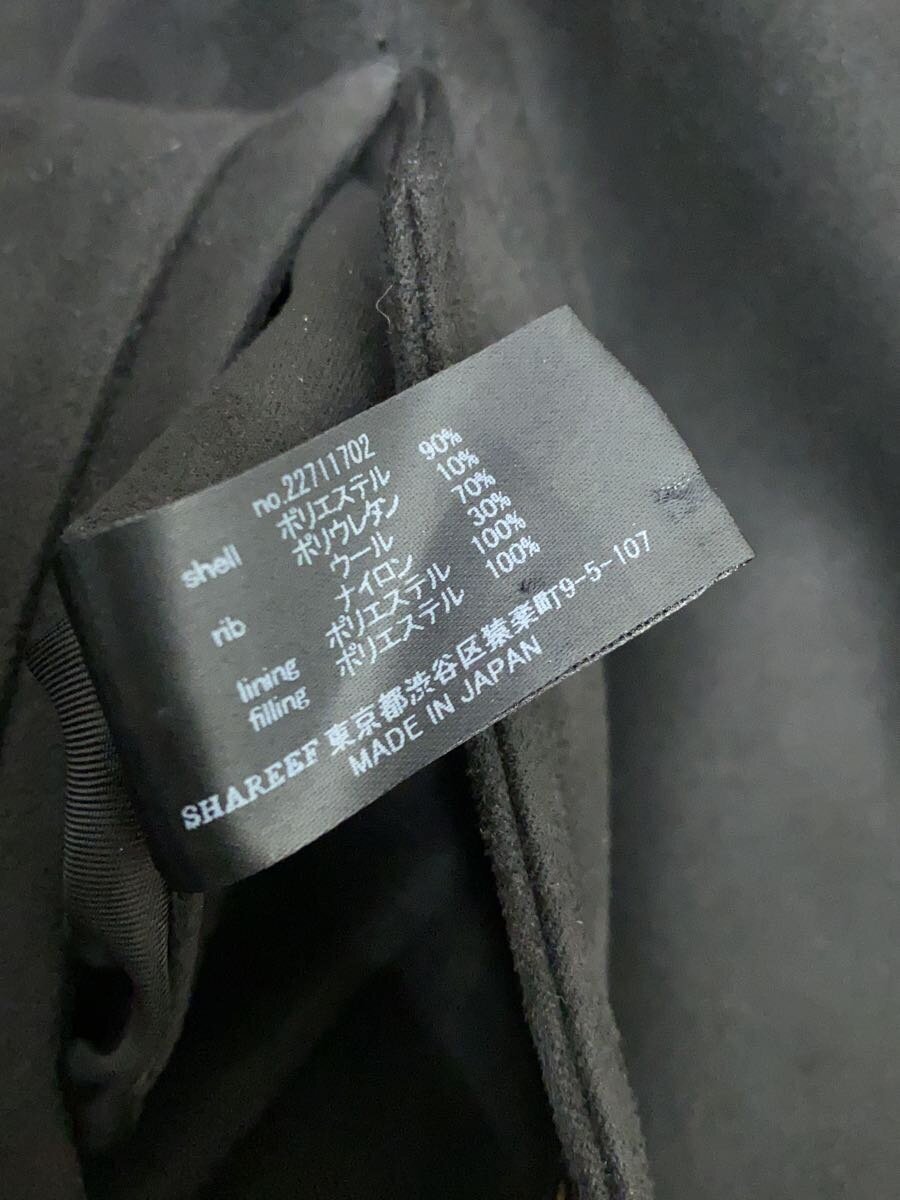 no.22711702
shell ポリエステル 90%
ポリウレタン 10%
rib ウール 70%
ナイロン 30%
lining ポリエステル 100%
filling ポリエステル 100%
SHAREEF 東京都渋谷区猿楽町9-5-107
MADE IN JAPAN